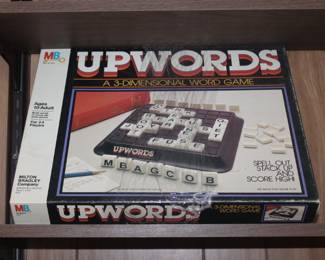 MB
UPWORDS
A 3-DIMENSIONAL WORD GAME
Ages
10-Adult
For 2-4
Players
UPWORDS
M B A G C O B
SPELL OUT,
STACK UP
AND
SCORE HIGH!
MILTON
BRADLEY
Company
MB
UPWORDS
3-DIMENSIONAL
WORD GAME